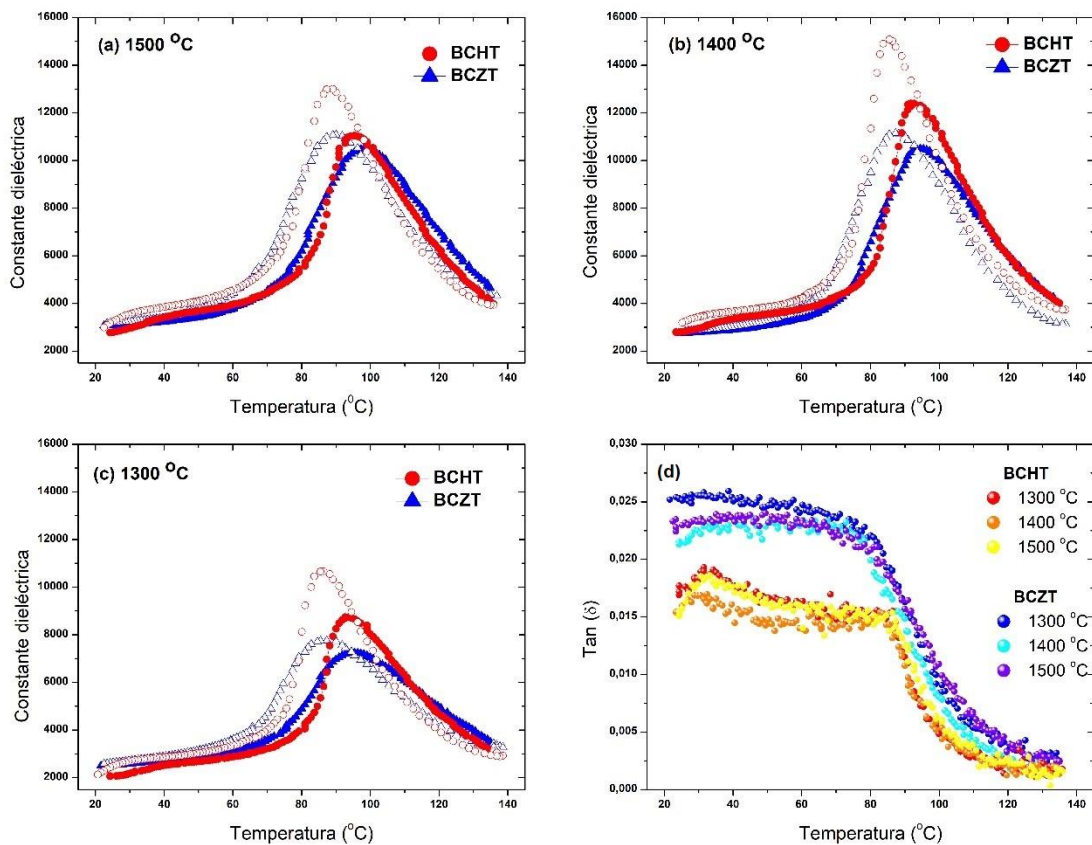 (a) 1500 °C
BCHT
BCZT
Constante dieléctrica
16000
14000
12000
10000
8000
6000
4000
2000
20 40 60 80 100 120 140
Temperatura (°C)
(b) 1400 °C
BCHT
BCZT
Constante dieléctrica
16000
14000
12000
10000
8000
6000
4000
2000
20 40 60 80 100 120 140
Temperatura (°C)
(c) 1300 °C
BCHT
BCZT
Constante dieléctrica
16000
14000
12000
10000
8000
6000
4000
2000
20 40 60 80 100 120 140
Temperatura (°C)
(d)
BCHT
1300 °C
1400 °C
1500 °C
BCZT
1300 °C
1400 °C
1500 °C
Tan (δ)
0,030
0,025
0,020
0,015
0,010
0,005
0,000
20 40 60 80 100 120 140
Temperatura (°C)